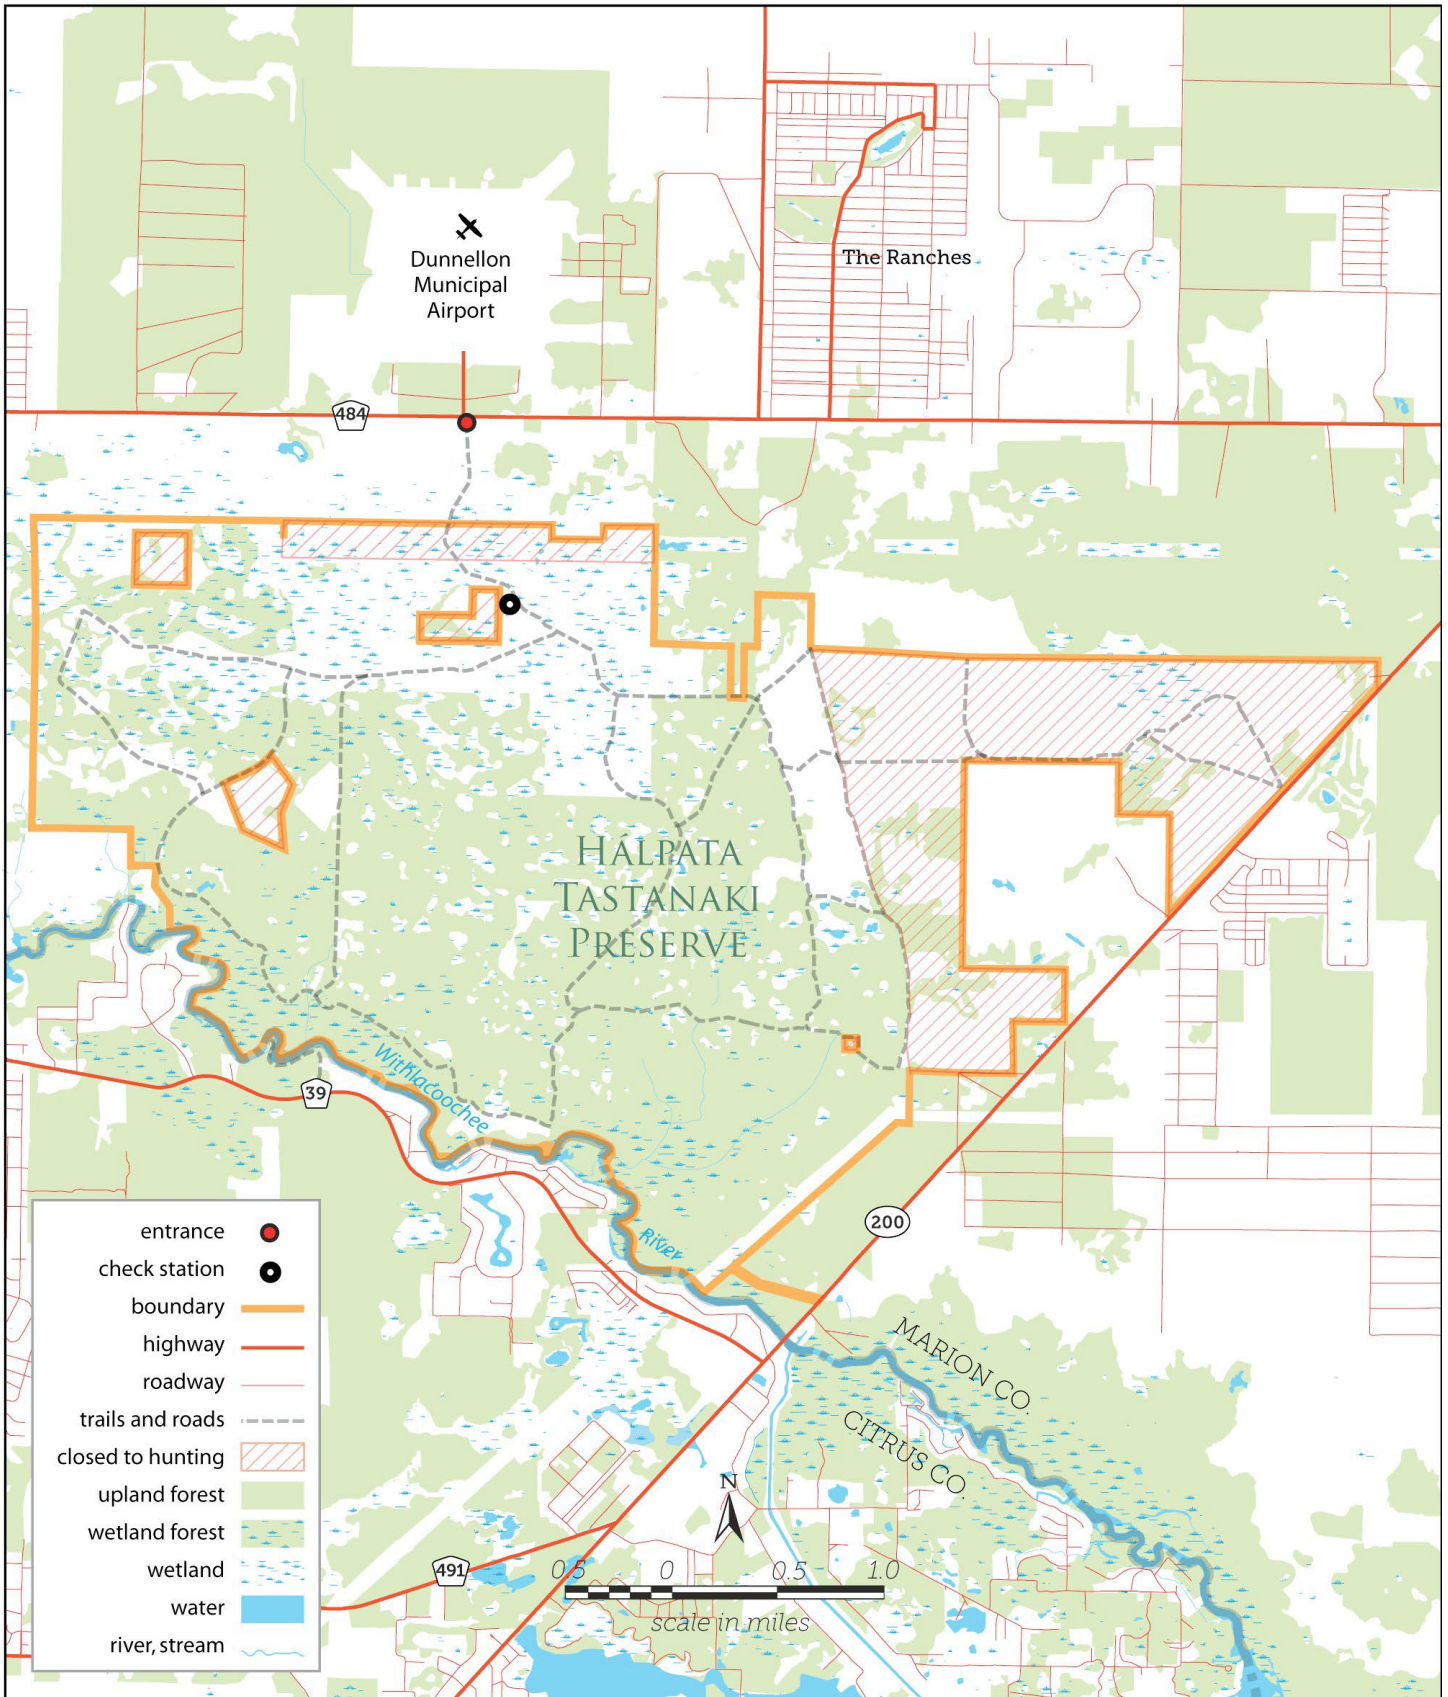 Dunnellon
Municipal
Airport
The Ranches
484
HÁLPATA
TASTANAKI
PRESERVE
39
Withlacoochee
River
200
MARION CO.
CITRUS CO.
entrance
check station
boundary
highway
roadway
trails and roads
closed to hunting
upland forest
wetland forest
wetland
water
river, stream
491
N
0.5 0 0.5 1.0
scale in miles